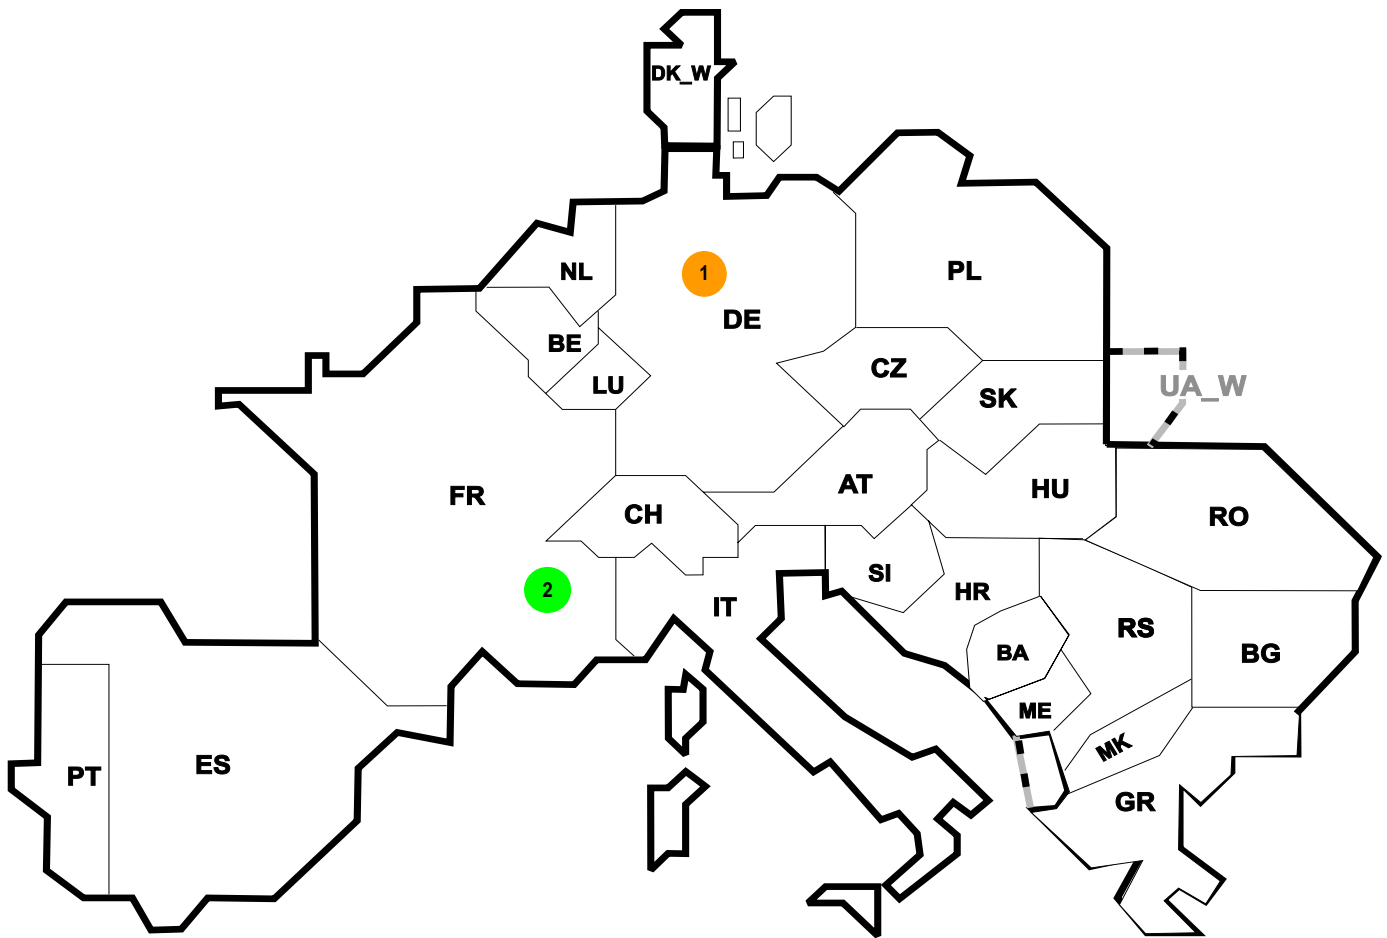 DK_W
NL
1
PL
DE
BE
CZ
LU
UA_W
SK
AT
HU
FR
CH
RO
SI
2
HR
IT
RS
BA
BG
ME
MK
ES
PT
GR